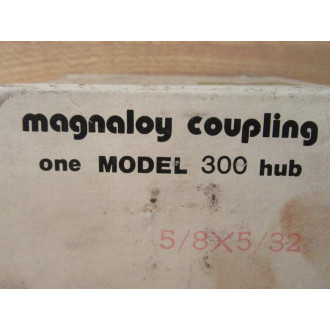 magnaloy coupling
one MODEL 300 hub
5/8X5/32